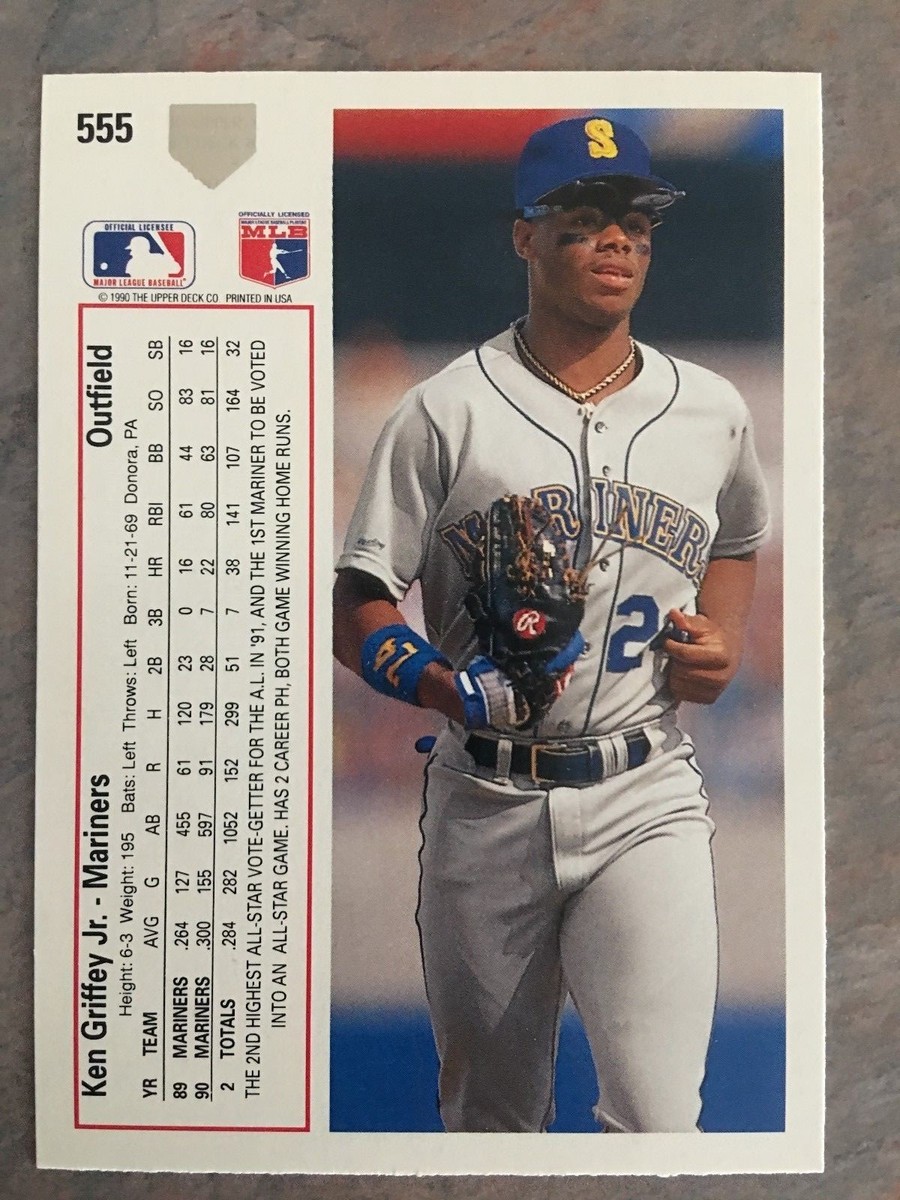 555
OFFICIAL LICENSEE
MAJOR LEAGUE BASEBALL
OFFICIALLY LICENSED
MAJOR LEAGUE BASEBALL PLAYERS
MLB
© 1990 THE UPPER DECK CO. PRINTED IN USA
Ken Griffey Jr. - Mariners Outfield
Height: 6-3 Weight: 195 Bats: Left Throws: Left Born: 11-21-69 Donora, PA
YR TEAM AVG G AB R H 2B 3B HR RBI BB SO SB
89 MARINERS .264 127 455 61 120 23 0 16 61 44 83 16
90 MARINERS .300 155 597 91 179 28 7 22 80 63 81 16
2 TOTALS .284 282 1052 152 299 51 7 38 141 107 164 32
THE 2ND HIGHEST ALL-STAR VOTE-GETTER FOR THE A.L. IN '91, AND THE 1ST MARINER TO BE VOTED
INTO AN ALL-STAR GAME. HAS 2 CAREER PH, BOTH GAME WINNING HOME RUNS.
S
MARINERS
2
R
24